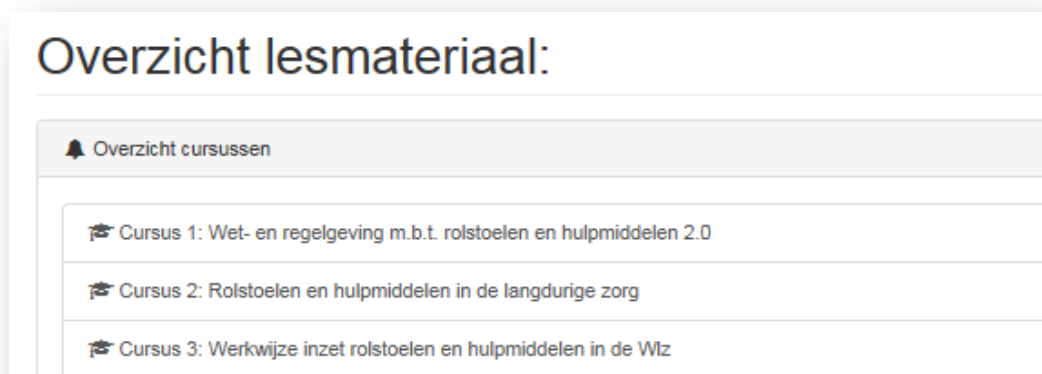 Overzicht lesmateriaal:
Overzicht cursussen
Cursus 1: Wet- en regelgeving m.b.t. rolstoelen en hulpmiddelen 2.0
Cursus 2: Rolstoelen en hulpmiddelen in de langdurige zorg
Cursus 3: Werkwijze inzet rolstoelen en hulpmiddelen in de Wlz